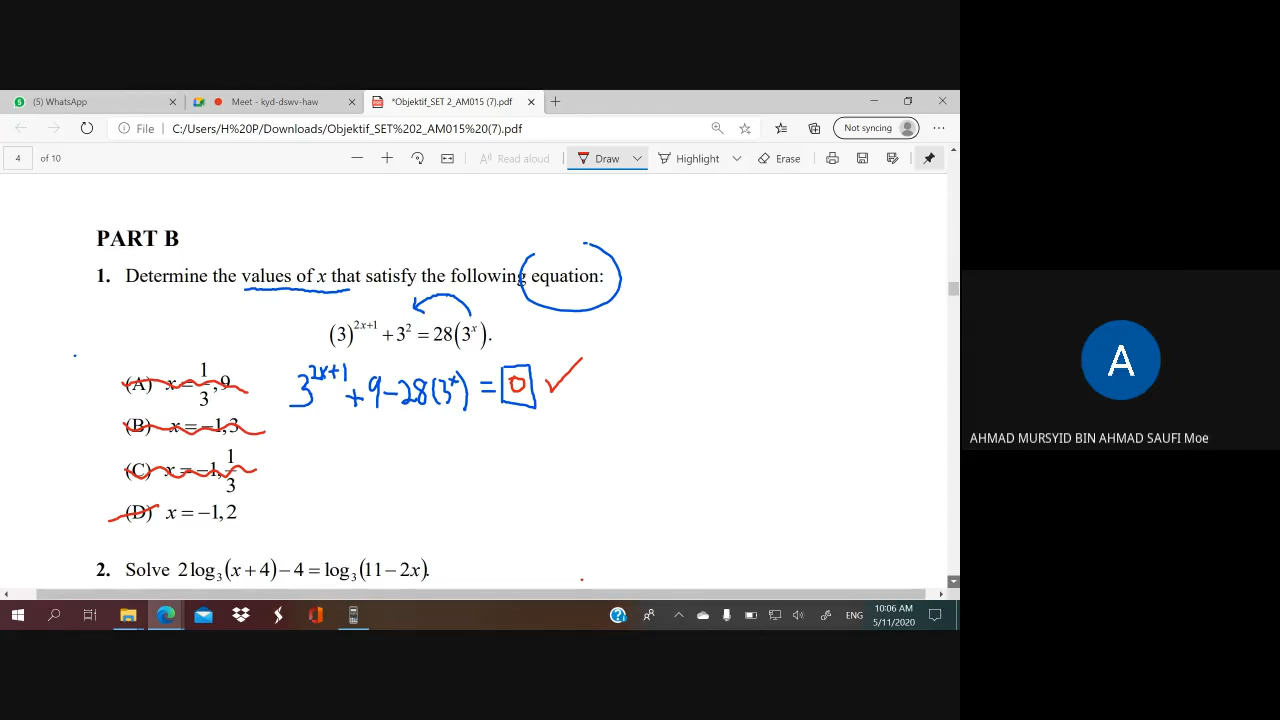 (5) WhatsApp
Meet - kyd-dswv-haw
*Objektif_SET 2_AM015 (7).pdf
File
C:/Users/H%20P/Downloads/Objektif_SET%202_AM015%20(7).pdf
Not syncing
4 of 10
Read aloud
Draw
Highlight
Erase
PART B
1. Determine the values of x that satisfy the following equation:
(3)^{2x+1} + 3^2 = 28(3^x).
(A) x = 1/3, 9
3^{2x+1} + 9 - 28(3^x) = 0
(B) x = -1, 3
(C) x = -1, 1/3
(D) x = -1, 2
2. Solve 2 log_3 (x + 4) - 4 = log_3 (11 - 2x).
A
AHMAD MURSYID BIN AHMAD SAUFI Moe
ENG
10:06 AM
5/11/2020